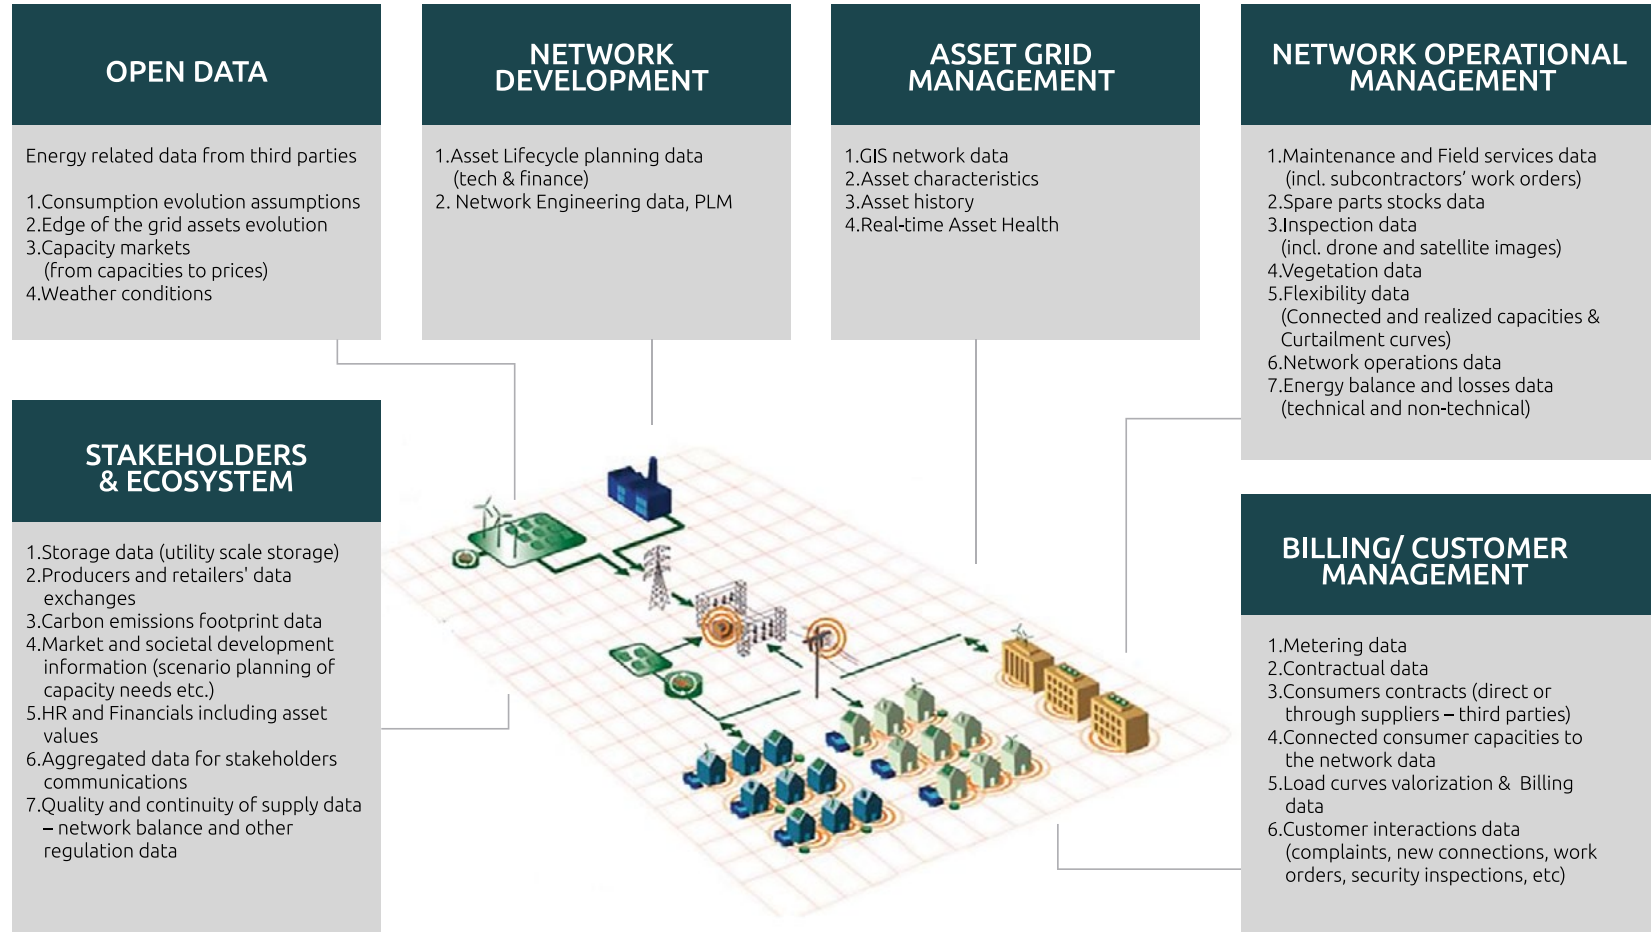 OPEN DATA
Energy related data from third parties
1.Consumption evolution assumptions
2.Edge of the grid assets evolution
3.Capacity markets
(from capacities to prices)
4.Weather conditions
NETWORK
DEVELOPMENT
1.Asset Lifecycle planning data
(tech & finance)
2. Network Engineering data, PLM
ASSET GRID
MANAGEMENT
1.GIS network data
2.Asset characteristics
3.Asset history
4.Real-time Asset Health
NETWORK OPERATIONAL
MANAGEMENT
1.Maintenance and Field services data
(incl. subcontractors’ work orders)
2.Spare parts stocks data
3.Inspection data
(incl. drone and satellite images)
4.Vegetation data
5.Flexibility data
(Connected and realized capacities &
Curtailment curves)
6.Network operations data
7.Energy balance and losses data
(technical and non-technical)
STAKEHOLDERS
& ECOSYSTEM
1.Storage data (utility scale storage)
2.Producers and retailers' data
exchanges
3.Carbon emissions footprint data
4.Market and societal development
information (scenario planning of
capacity needs etc.)
5.HR and Financials including asset
values
6.Aggregated data for stakeholders
communications
7.Quality and continuity of supply data
– network balance and other
regulation data
BILLING/ CUSTOMER
MANAGEMENT
1.Metering data
2.Contractual data
3.Consumers contracts (direct or
through suppliers – third parties)
4.Connected consumer capacities to
the network data
5.Load curves valorization & Billing
data
6.Customer interactions data
(complaints, new connections, work
orders, security inspections, etc)